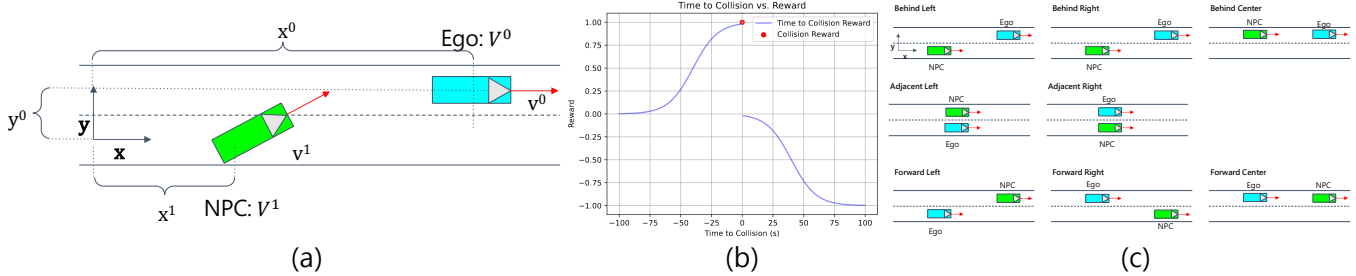 x⁰
Ego: V⁰
y⁰
y
x
v⁰
v¹
x¹
NPC: V¹
(a)
Time to Collision vs. Reward
Time to Collision Reward
Collision Reward
Reward
1.00
0.75
0.50
0.25
0.00
−0.25
−0.50
−0.75
−1.00
−100 −75 −50 −25 0 25 50 75 100
Time to Collision (s)
(b)
Behind Left Behind Right Behind Center
Ego Ego NPC Ego
y
x
NPC NPC
Adjacent Left Adjacent Right
NPC Ego
Ego NPC
Forward Left Forward Right Forward Center
NPC Ego Ego NPC
Ego NPC
(c)